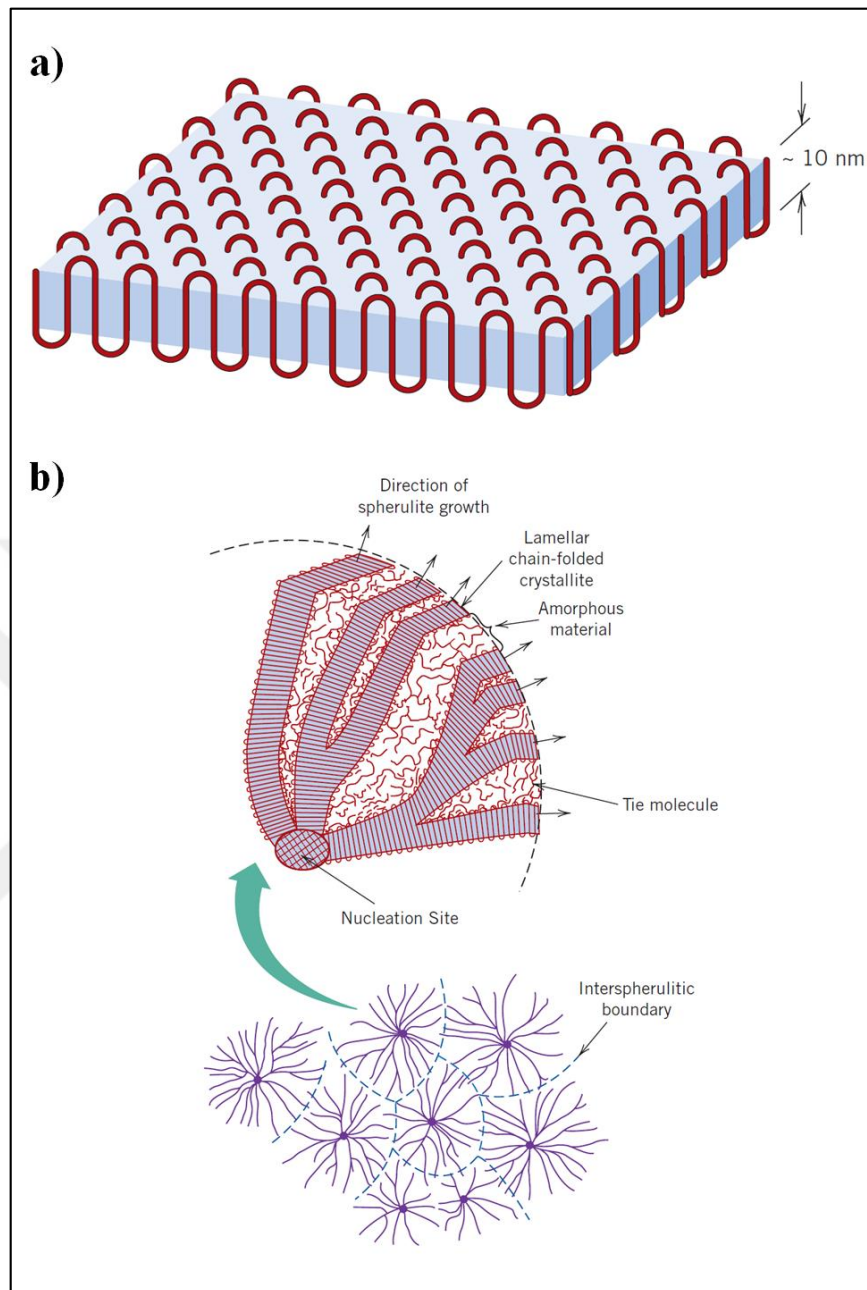 a)
~ 10 nm
b)
Direction of
spherulite growth
Lamellar
chain-folded
crystallite
Amorphous
material
Tie molecule
Nucleation Site
Interspherulitic
boundary